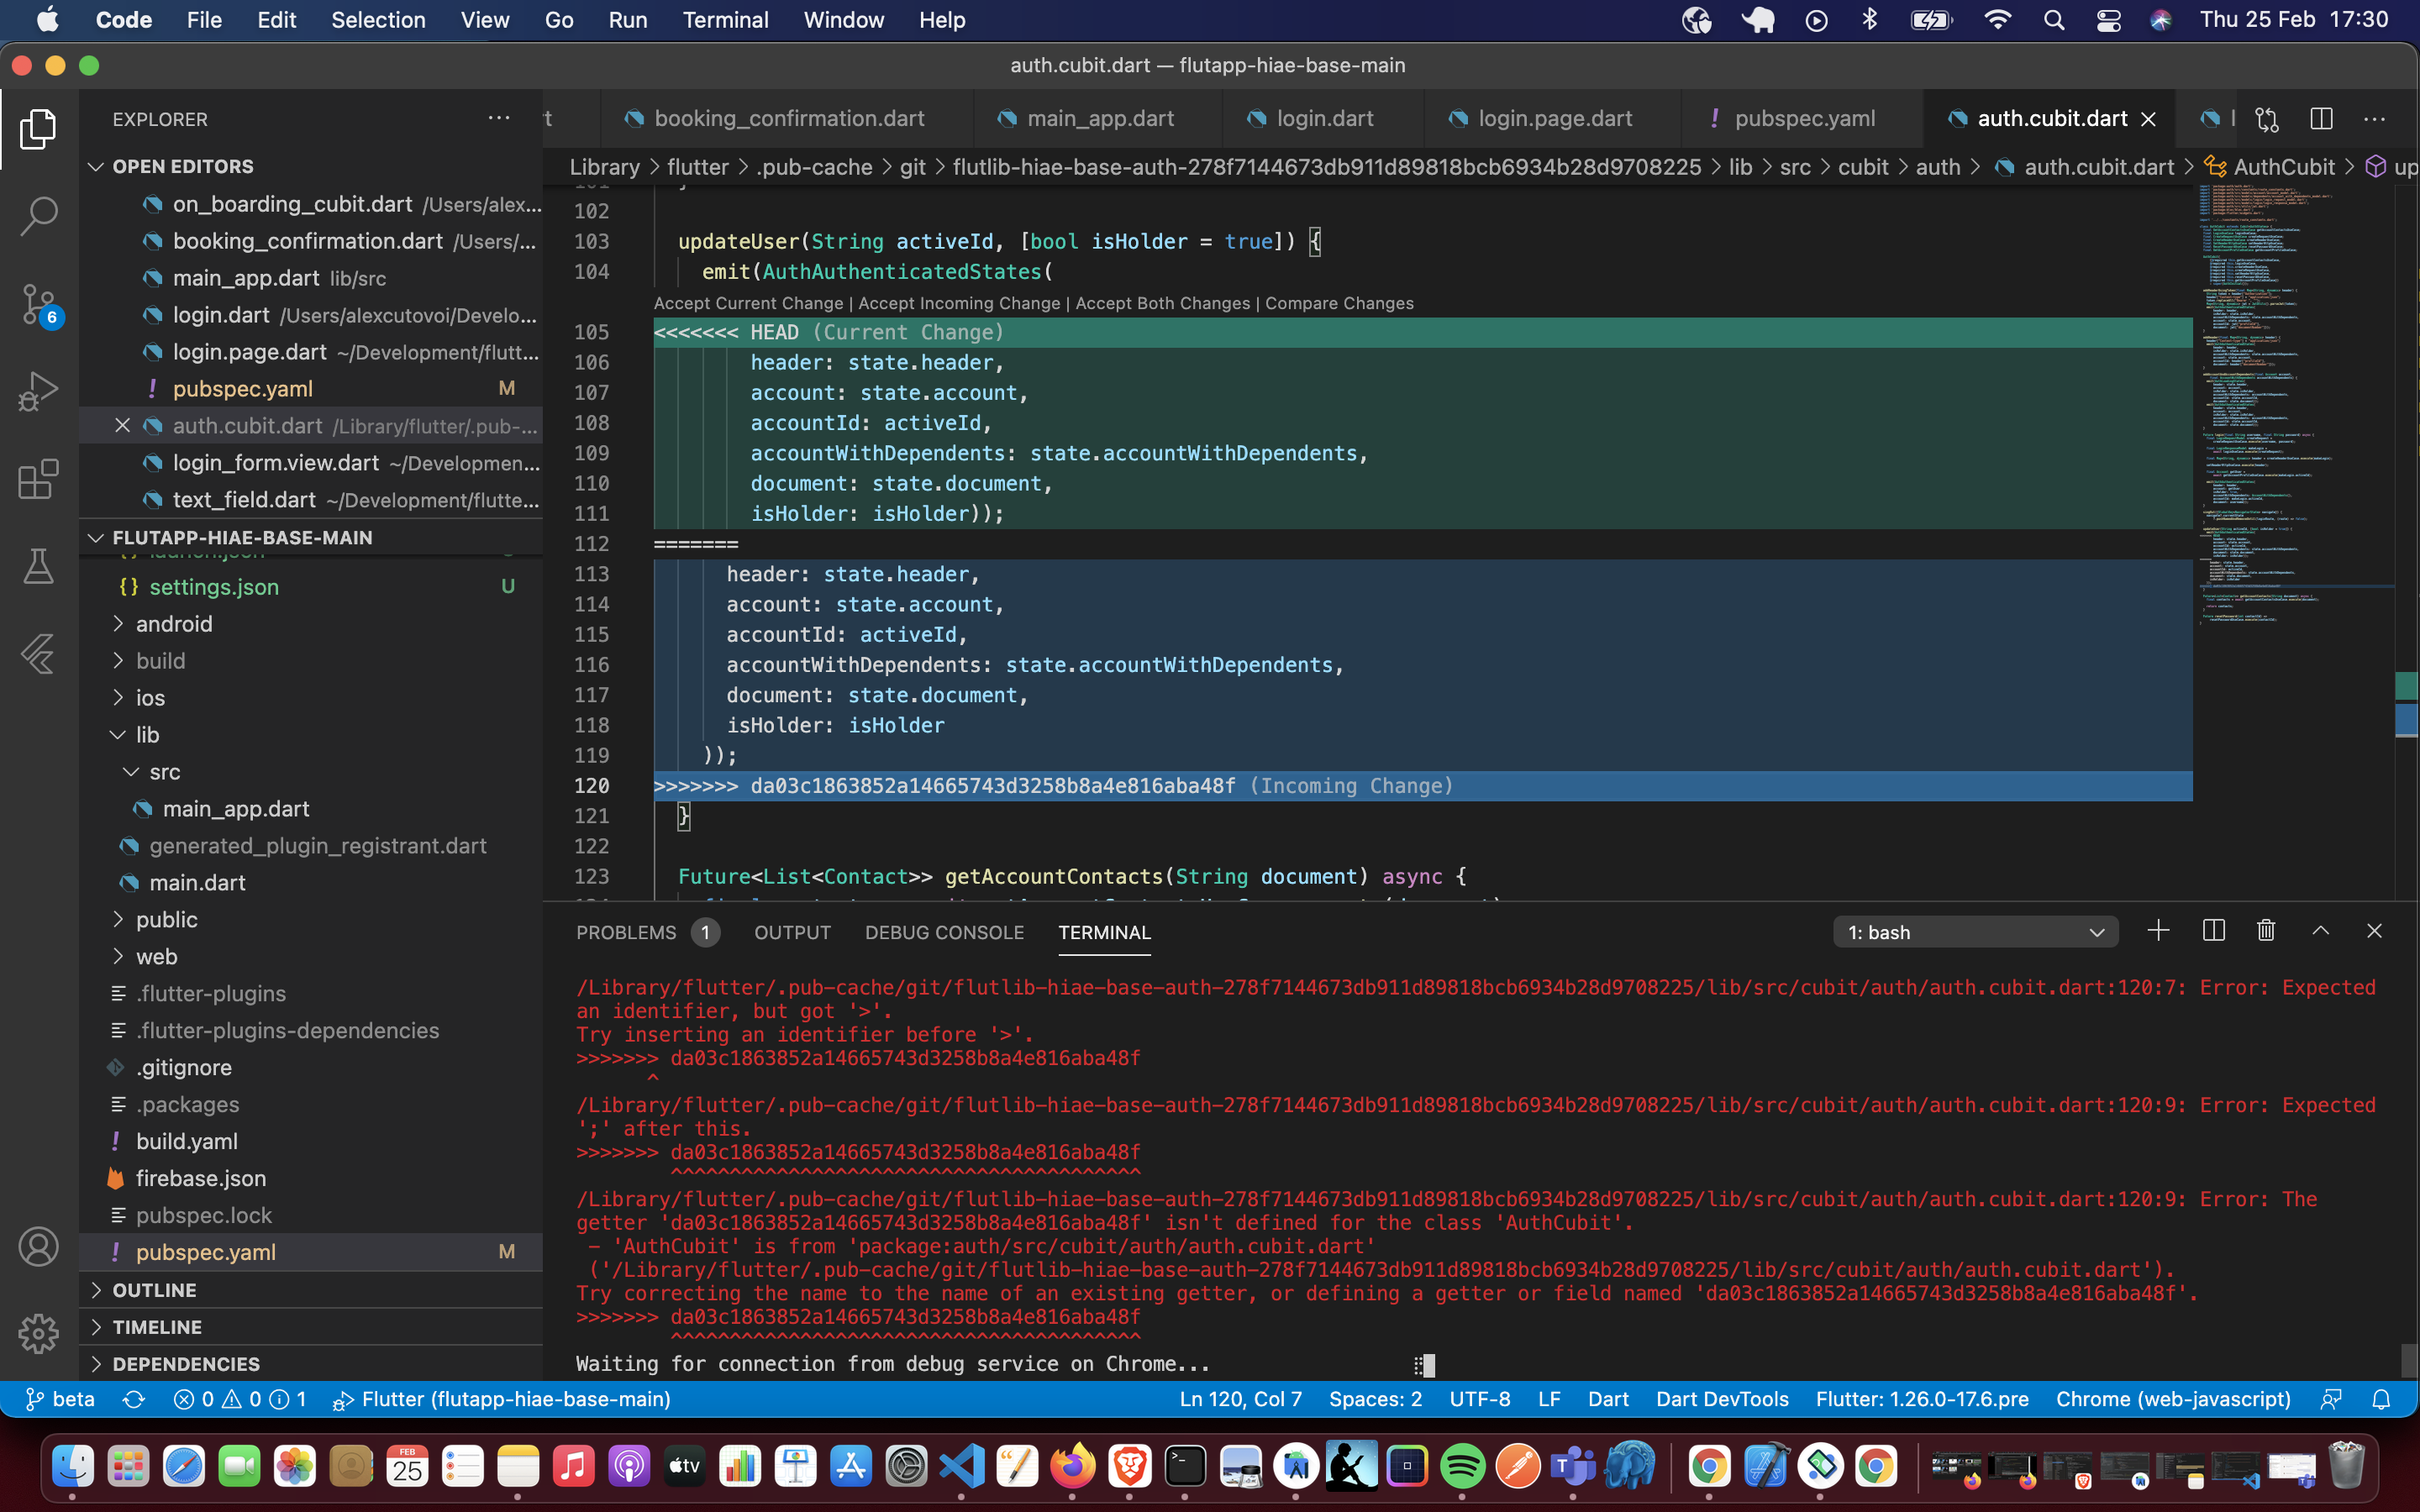 Code File Edit Selection View Go Run Terminal Window Help Thu 25 Feb 17:30
auth.cubit.dart — flutapp-hiae-base-main
EXPLORER
t booking_confirmation.dart main_app.dart login.dart login.page.dart ! pubspec.yaml auth.cubit.dart l
Library > flutter > .pub-cache > git > flutlib-hiae-base-auth-278f7144673db911d89818bcb6934b28d9708225 > lib > src > cubit > auth > auth.cubit.dart > AuthCubit > up
OPEN EDITORS
on_boarding_cubit.dart /Users/alex...
booking_confirmation.dart /Users/...
main_app.dart lib/src
login.dart /Users/alexcutovoi/Develo...
login.page.dart ~/Development/flutt...
! pubspec.yaml M
auth.cubit.dart /Library/flutter/.pub-...
login_form.view.dart ~/Developmen...
text_field.dart ~/Development/flutte...
FLUTAPP-HIAE-BASE-MAIN
{} launch.json
{} settings.json U
android
build
ios
lib
src
main_app.dart
generated_plugin_registrant.dart
main.dart
public
web
.flutter-plugins
.flutter-plugins-dependencies
.gitignore
.packages
! build.yaml
firebase.json
pubspec.lock
! pubspec.yaml M
OUTLINE
TIMELINE
DEPENDENCIES
6
101 }
102
103 updateUser(String activeId, [bool isHolder = true]) {
104 emit(AuthAuthenticatedStates(
Accept Current Change | Accept Incoming Change | Accept Both Changes | Compare Changes
105 <<<<<<< HEAD (Current Change)
106 header: state.header,
107 account: state.account,
108 accountId: activeId,
109 accountWithDependents: state.accountWithDependents,
110 document: state.document,
111 isHolder: isHolder));
112 =======
113 header: state.header,
114 account: state.account,
115 accountId: activeId,
116 accountWithDependents: state.accountWithDependents,
117 document: state.document,
118 isHolder: isHolder
119 ));
120 >>>>>>> da03c1863852a14665743d3258b8a4e816aba48f (Incoming Change)
121 }
122
123 Future<List<Contact>> getAccountContacts(String document) async {
PROBLEMS 1 OUTPUT DEBUG CONSOLE TERMINAL 1: bash
/Library/flutter/.pub-cache/git/flutlib-hiae-base-auth-278f7144673db911d89818bcb6934b28d9708225/lib/src/cubit/auth/auth.cubit.dart:120:7: Error: Expected
an identifier, but got '>'.
Try inserting an identifier before '>'.
>>>>>>> da03c1863852a14665743d3258b8a4e816aba48f
^
/Library/flutter/.pub-cache/git/flutlib-hiae-base-auth-278f7144673db911d89818bcb6934b28d9708225/lib/src/cubit/auth/auth.cubit.dart:120:9: Error: Expected
';' after this.
>>>>>>> da03c1863852a14665743d3258b8a4e816aba48f
^^^^^^^^^^^^^^^^^^^^^^^^^^^^^^^^^^^^^^^^
/Library/flutter/.pub-cache/git/flutlib-hiae-base-auth-278f7144673db911d89818bcb6934b28d9708225/lib/src/cubit/auth/auth.cubit.dart:120:9: Error: The
getter 'da03c1863852a14665743d3258b8a4e816aba48f' isn't defined for the class 'AuthCubit'.
- 'AuthCubit' is from 'package:auth/src/cubit/auth/auth.cubit.dart'
('/Library/flutter/.pub-cache/git/flutlib-hiae-base-auth-278f7144673db911d89818bcb6934b28d9708225/lib/src/cubit/auth/auth.cubit.dart').
Try correcting the name to the name of an existing getter, or defining a getter or field named 'da03c1863852a14665743d3258b8a4e816aba48f'.
>>>>>>> da03c1863852a14665743d3258b8a4e816aba48f
^^^^^^^^^^^^^^^^^^^^^^^^^^^^^^^^^^^^^^^^
Waiting for connection from debug service on Chrome...
beta 0 0 1 Flutter (flutapp-hiae-base-main) Ln 120, Col 7 Spaces: 2 UTF-8 LF Dart Dart DevTools Flutter: 1.26.0-17.6.pre Chrome (web-javascript)
FEB
25
tv